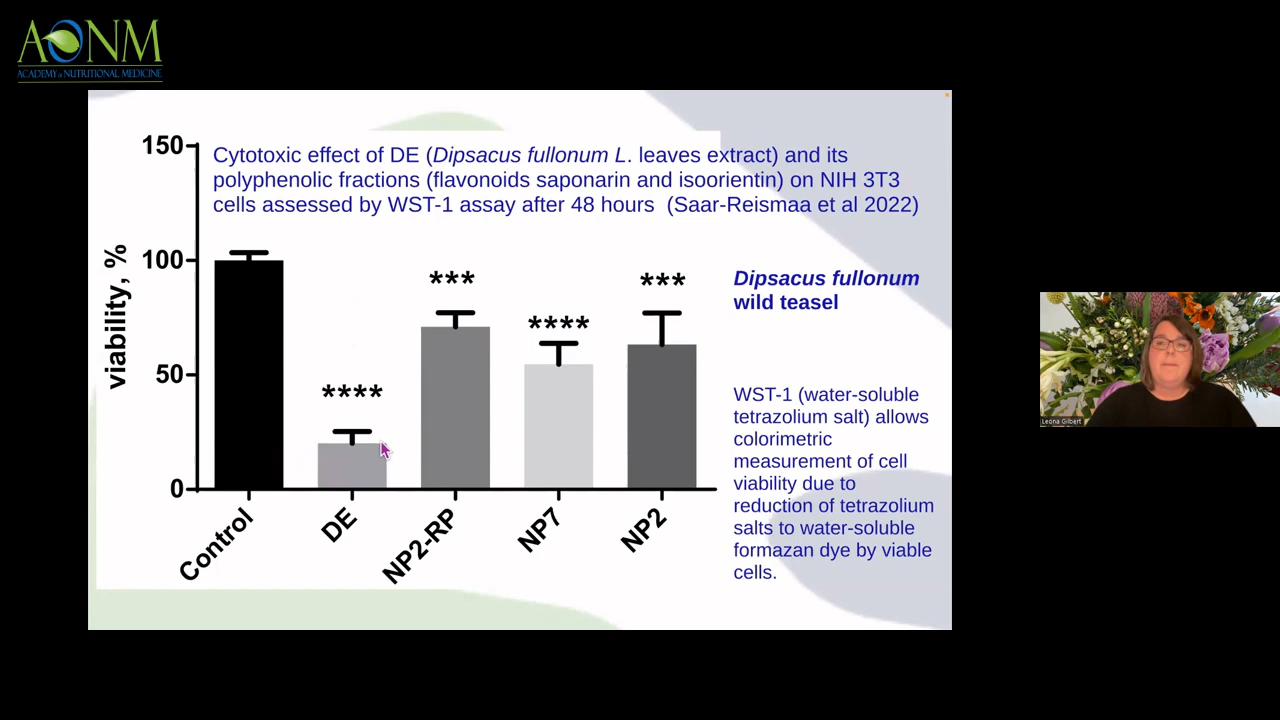 AONM
ACADEMY of NUTRITIONAL MEDICINE
Cytotoxic effect of DE (Dipsacus fullonum L. leaves extract) and its
polyphenolic fractions (flavonoids saponarin and isoorientin) on NIH 3T3
cells assessed by WST-1 assay after 48 hours (Saar-Reismaa et al 2022)
150
100
50
0
viability, %
***
***
****
****
Control
DE
NP2-RP
NP7
NP2
Dipsacus fullonum
wild teasel
WST-1 (water-soluble
tetrazolium salt) allows
colorimetric
measurement of cell
viability due to
reduction of tetrazolium
salts to water-soluble
formazan dye by viable
cells.
Leona Gilbert